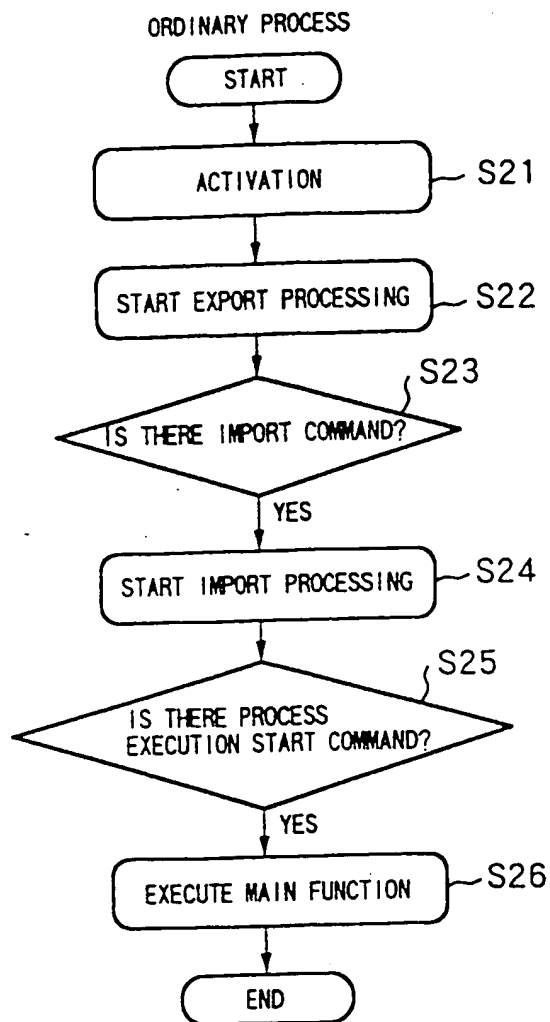 ORDINARY PROCESS
START
ACTIVATION
S21
START EXPORT PROCESSING
S22
S23
IS THERE IMPORT COMMAND?
YES
START IMPORT PROCESSING
S24
S25
IS THERE PROCESS
EXECUTION START COMMAND?
YES
EXECUTE MAIN FUNCTION
S26
END